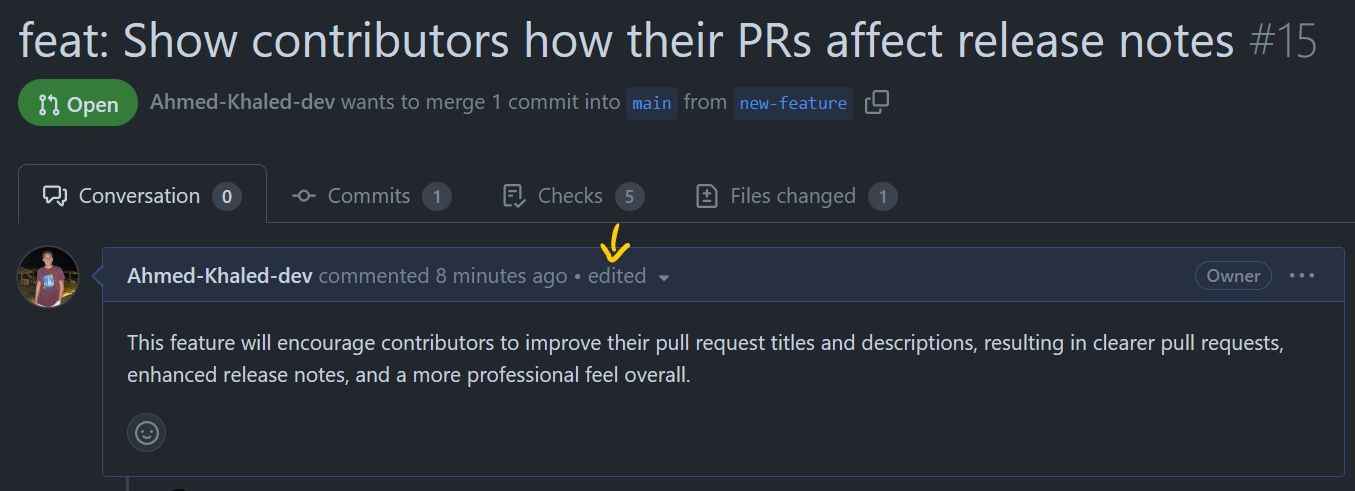 feat: Show contributors how their PRs affect release notes #15
Open Ahmed-Khaled-dev wants to merge 1 commit into main from new-feature
Conversation 0 Commits 1 Checks 5 Files changed 1
Ahmed-Khaled-dev commented 8 minutes ago • edited Owner
This feature will encourage contributors to improve their pull request titles and descriptions, resulting in clearer pull requests,
enhanced release notes, and a more professional feel overall.